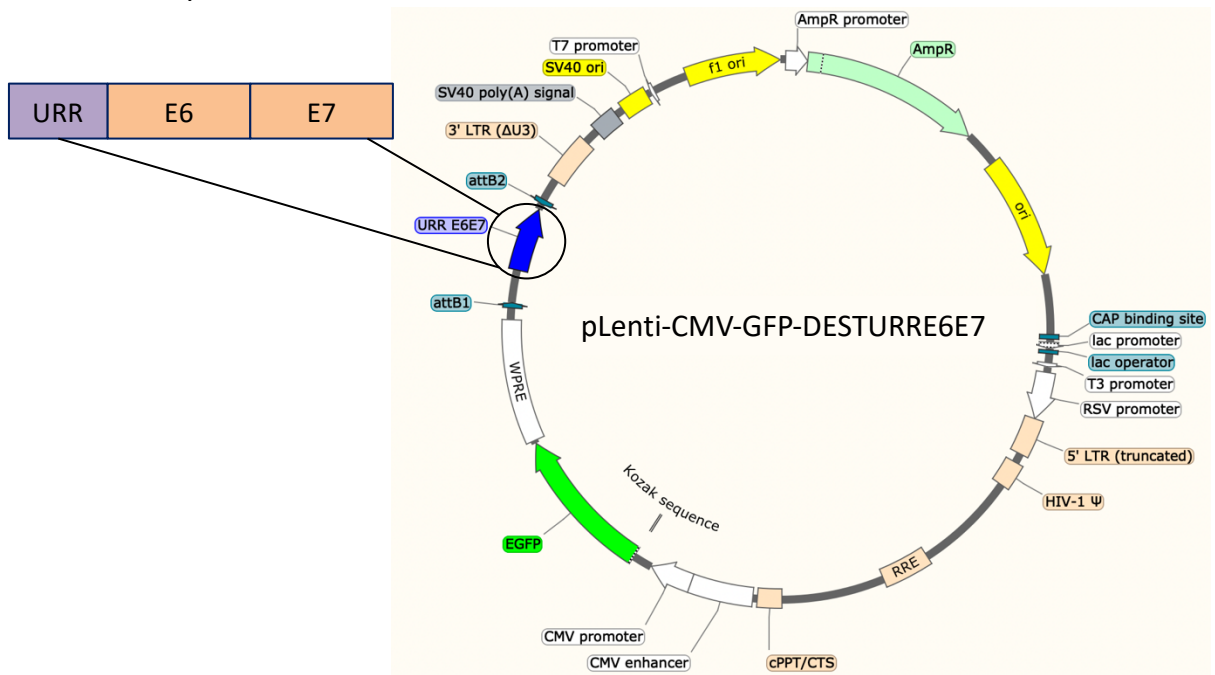 URR
E6
E7
AmpR promoter
T7 promoter
AmpR
SV40 ori
f1 ori
SV40 poly(A) signal
3' LTR (ΔU3)
attB2
ori
URR E6E7
attB1
pLenti-CMV-GFP-DESTURRE6E7
CAP binding site
lac promoter
lac operator
T3 promoter
RSV promoter
WPRE
5' LTR (truncated)
HIV-1 Ψ
Kozak sequence
EGFP
RRE
CMV promoter
CMV enhancer
cPPT/CTS